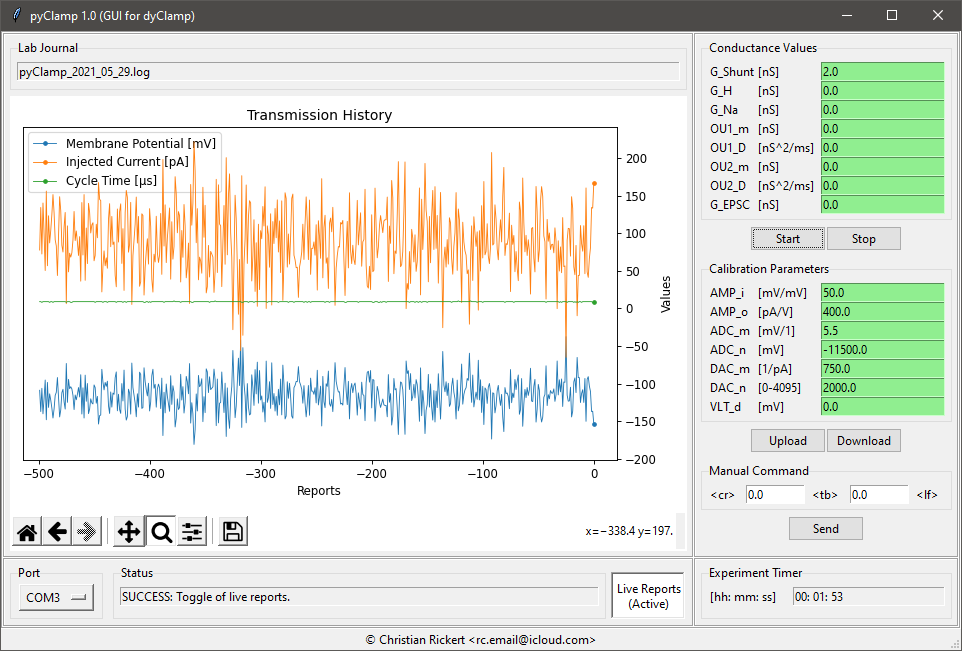 pyClamp 1.0 (GUI for dyClamp)
Lab Journal
pyClamp_2021_05_29.log
Transmission History
Membrane Potential [mV]
Injected Current [pA]
Cycle Time [µs]
200
150
100
50
0
−50
−100
−150
−200
Values
−500
−400
−300
−200
−100
0
Reports
x=−338.4 y=197.
Port
COM3
Status
SUCCESS: Toggle of live reports.
Live Reports
(Active)
Conductance Values
G_Shunt [nS] 2.0
G_H [nS] 0.0
G_Na [nS] 0.0
OU1_m [nS] 0.0
OU1_D [nS^2/ms] 0.0
OU2_m [nS] 0.0
OU2_D [nS^2/ms] 0.0
G_EPSC [nS] 0.0
Start Stop
Calibration Parameters
AMP_i [mV/mV] 50.0
AMP_o [pA/V] 400.0
ADC_m [mV/1] 5.5
ADC_n [mV] -11500.0
DAC_m [1/pA] 750.0
DAC_n [0-4095] 2000.0
VLT_d [mV] 0.0
Upload Download
Manual Command
<cr> 0.0 <tb> 0.0 <lf>
Send
Experiment Timer
[hh: mm: ss] 00: 01: 53
© Christian Rickert <rc.email@icloud.com>